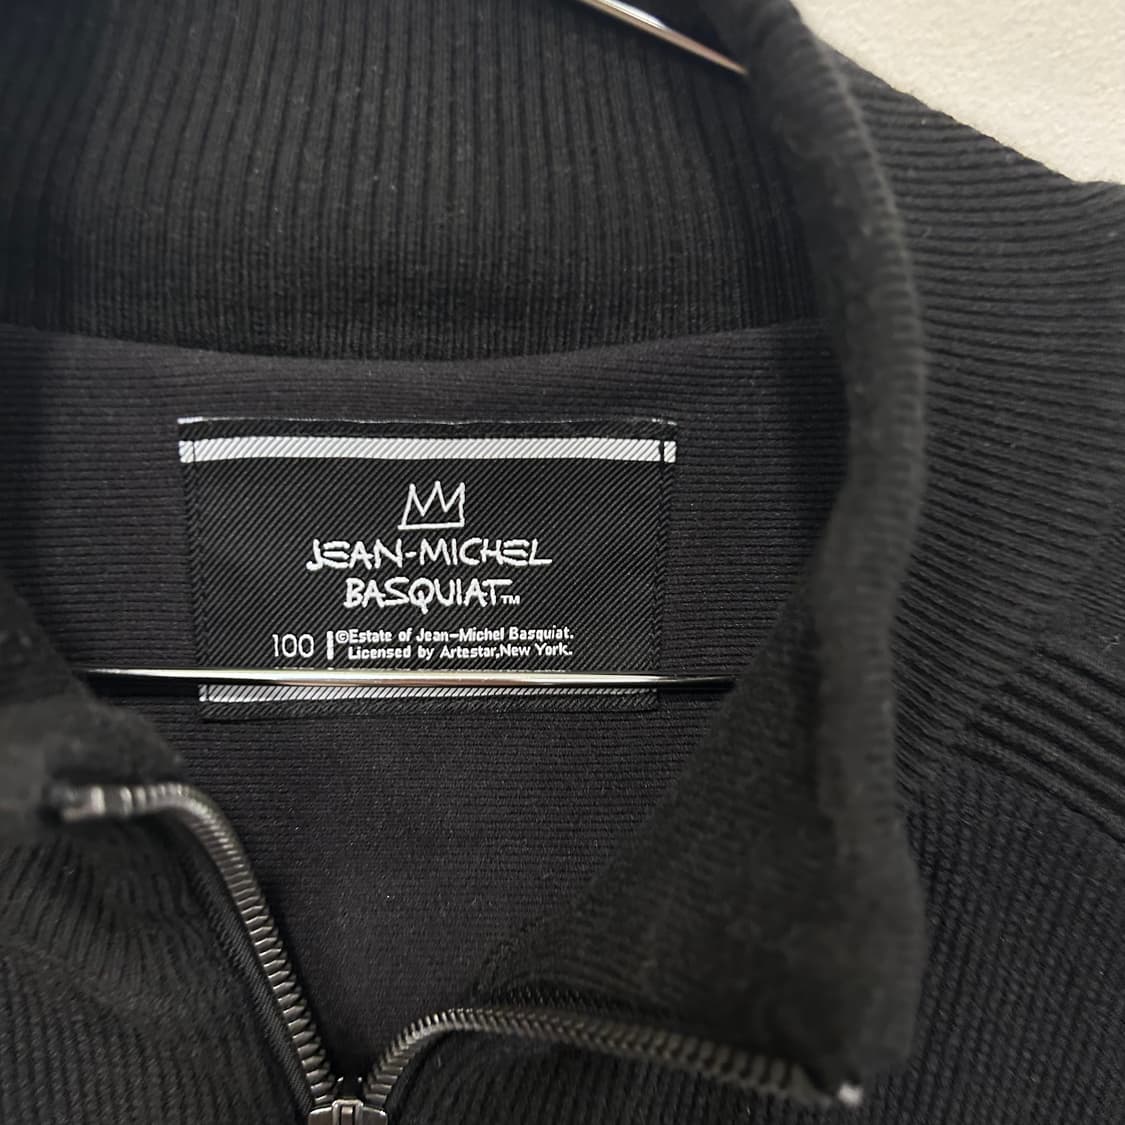 JEAN-MICHEL
BASQUIAT™
100
©Estate of Jean-Michel Basquiat.
Licensed by Artestar,New York.